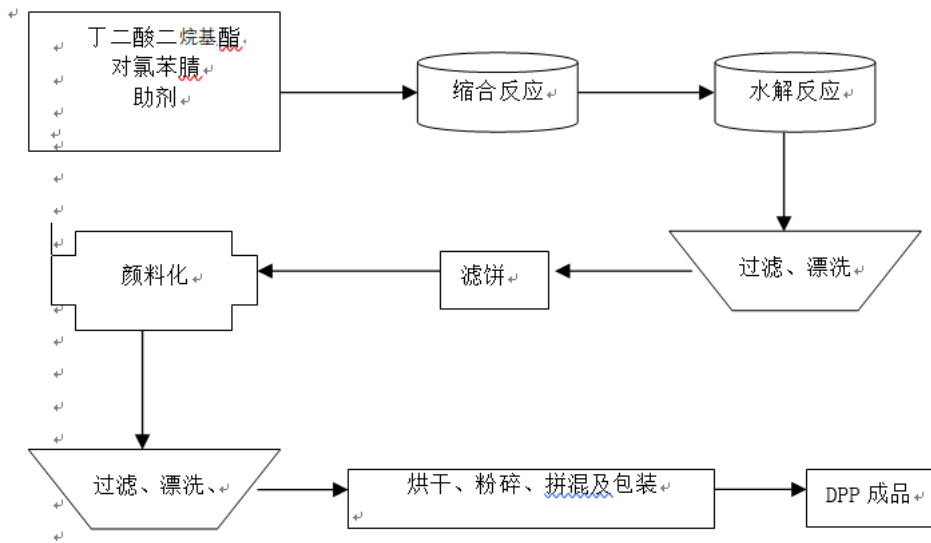 丁二酸二烷基酯
对氯苯腈
助剂
缩合反应
水解反应
过滤、漂洗
滤饼
颜料化
过滤、漂洗、
烘干、粉碎、拼混及包装
DPP 成品